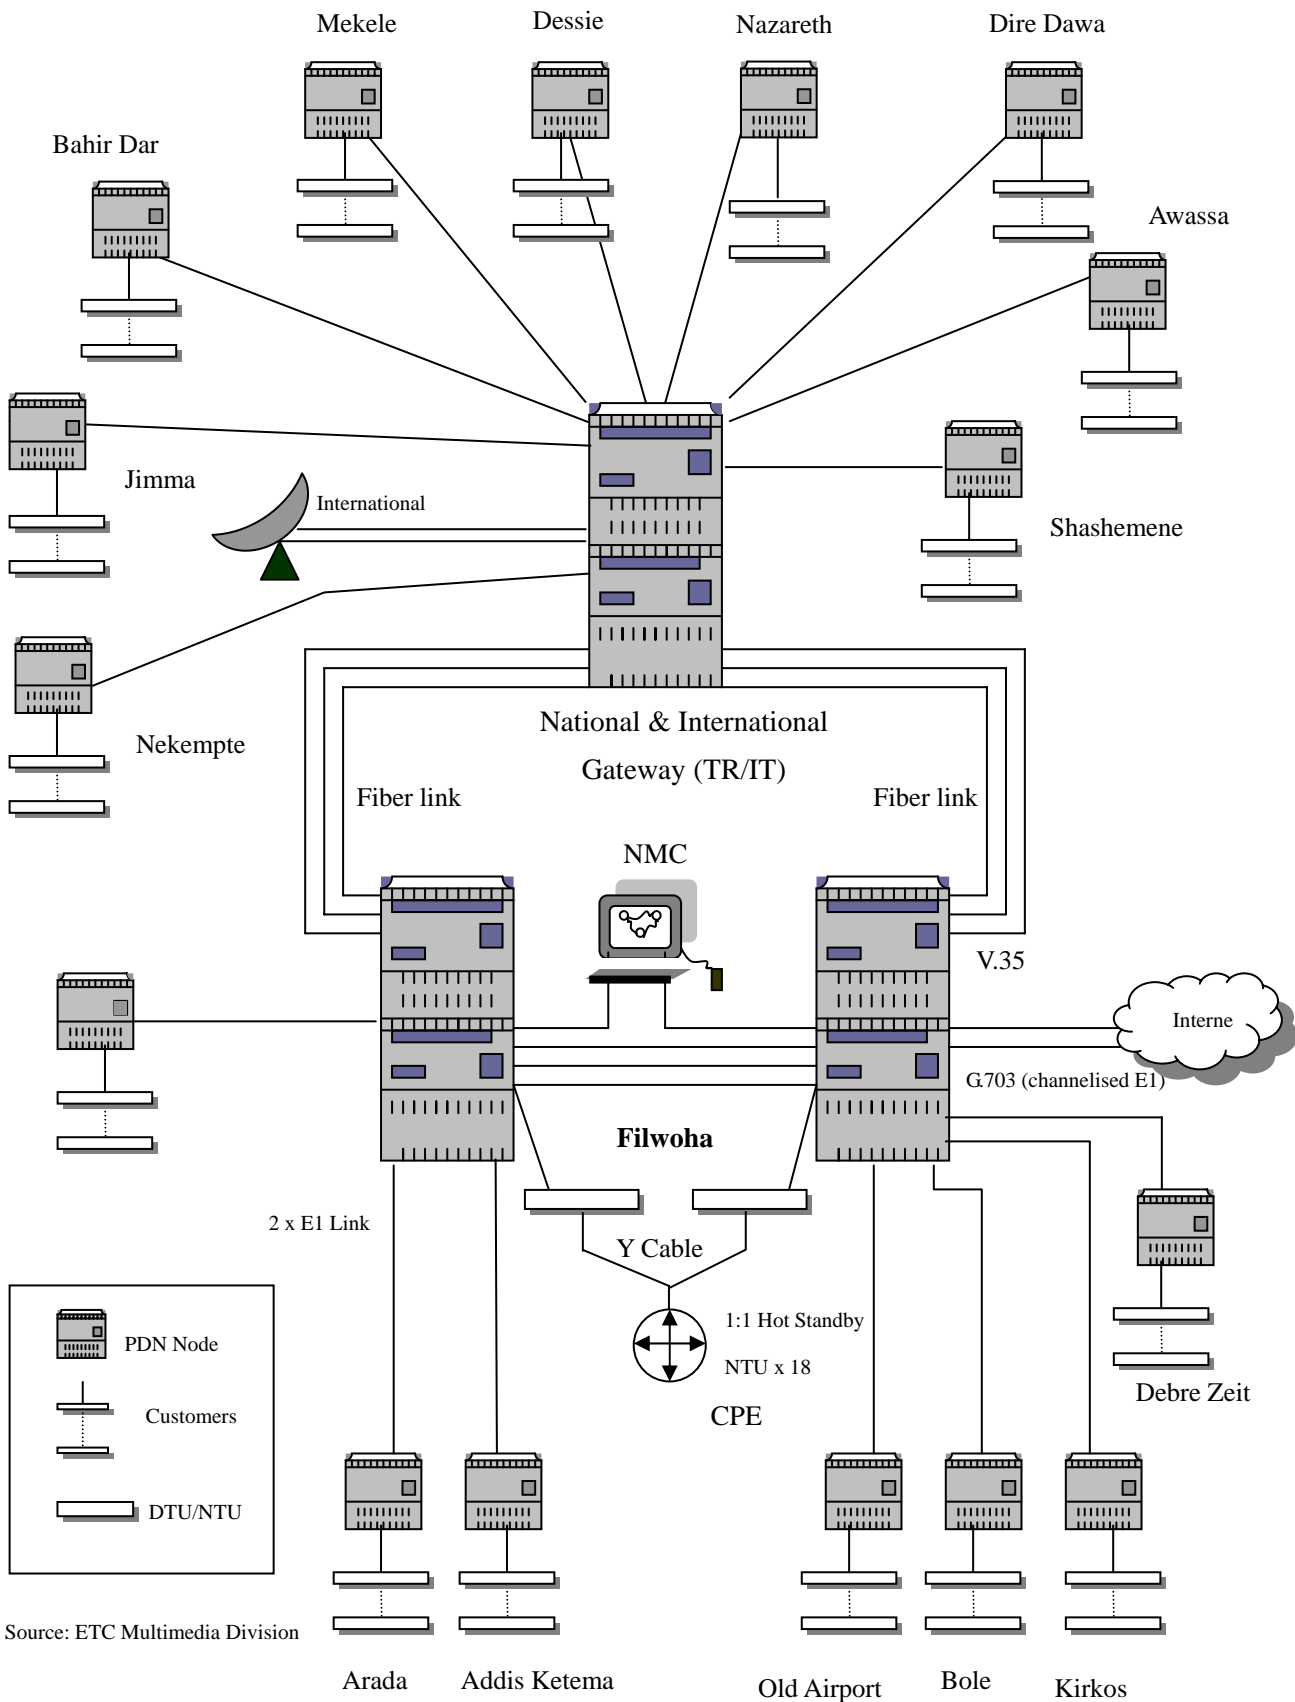 Mekele
Dessie
Nazareth
Dire Dawa
Bahir Dar
Awassa
Jimma
International
Shashemene
Nekempte
National & International
Gateway (TR/IT)
Fiber link
Fiber link
NMC
V.35
Interne
G.703 (channelised E1)
Filwoha
2 x E1 Link
Y Cable
1:1 Hot Standby
NTU x 18
CPE
Debre Zeit
PDN Node
Customers
DTU/NTU
Source: ETC Multimedia Division
Arada
Addis Ketema
Old Airport
Bole
Kirkos